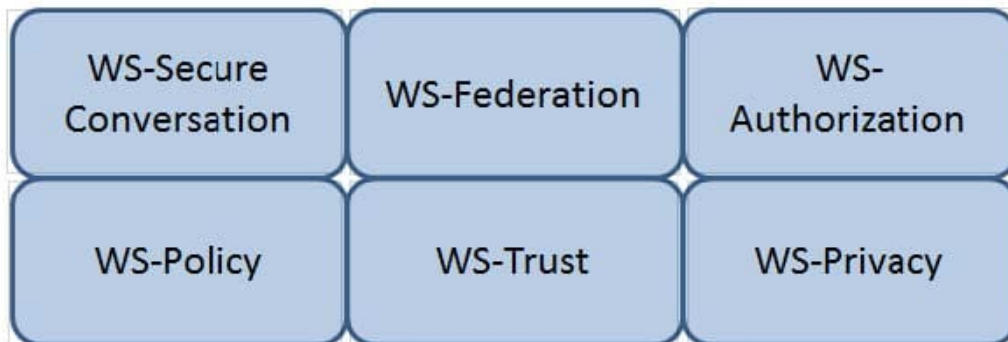 WS-Secure
Conversation
WS-Federation
WS-
Authorization
WS-Policy
WS-Trust
WS-Privacy